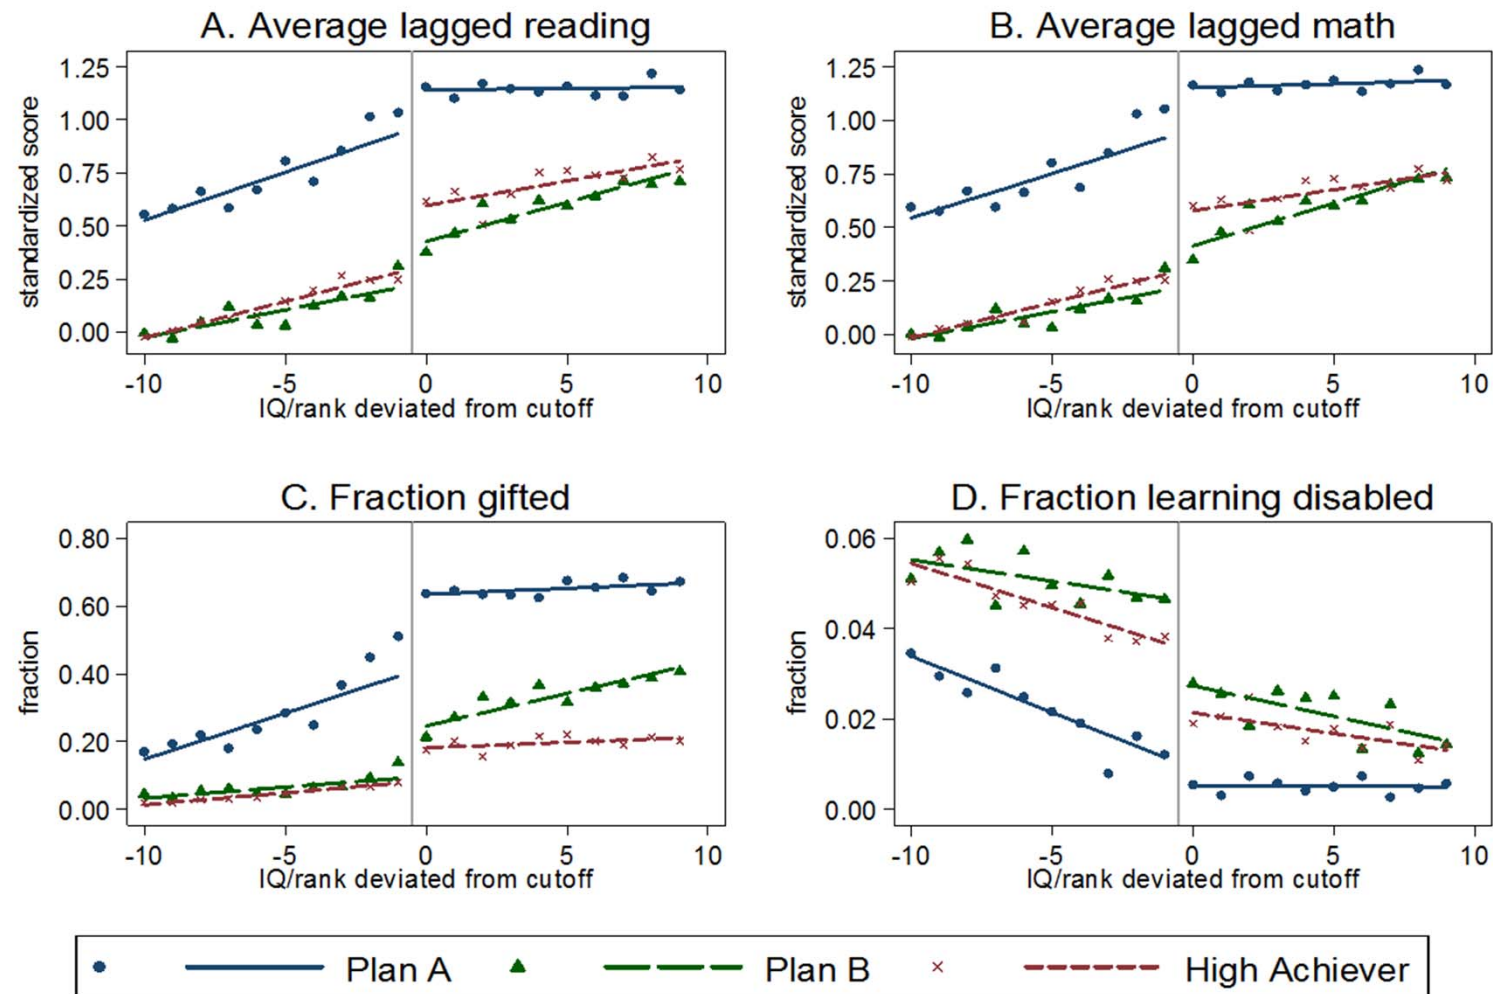 A. Average lagged reading
standardized score
1.25
1.00
0.75
0.50
0.25
0.00
-10 -5 0 5 10
IQ/rank deviated from cutoff
B. Average lagged math
standardized score
1.25
1.00
0.75
0.50
0.25
0.00
-10 -5 0 5 10
IQ/rank deviated from cutoff
C. Fraction gifted
fraction
0.80
0.60
0.40
0.20
0.00
-10 -5 0 5 10
IQ/rank deviated from cutoff
D. Fraction learning disabled
fraction
0.06
0.04
0.02
0.00
-10 -5 0 5 10
IQ/rank deviated from cutoff
Plan A Plan B High Achiever